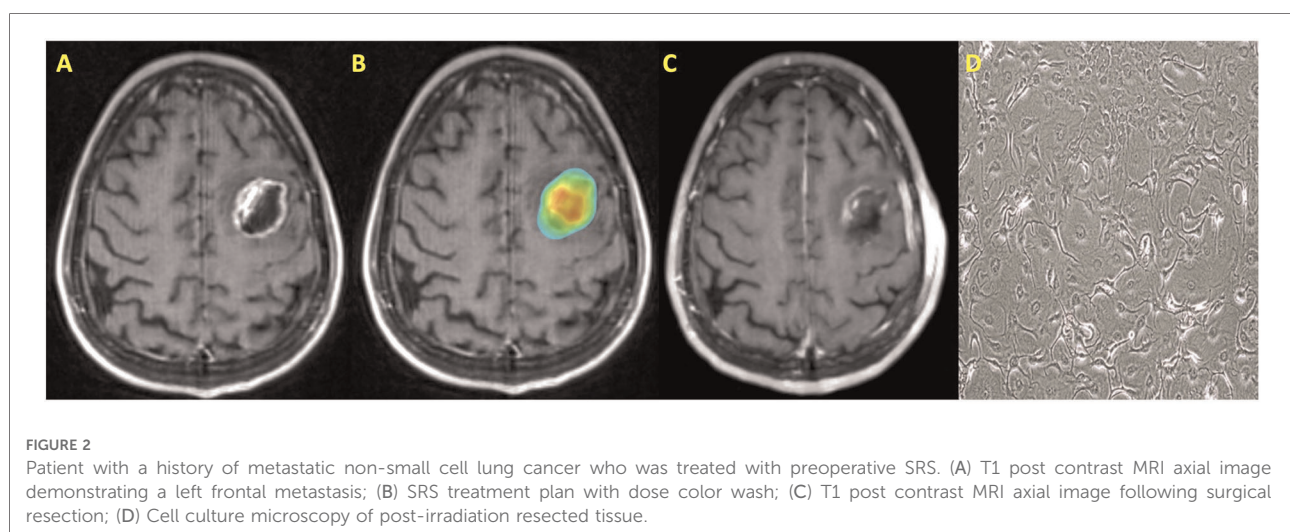 A B C D
FIGURE 2
Patient with a history of metastatic non-small cell lung cancer who was treated with preoperative SRS. (A) T1 post contrast MRI axial image
demonstrating a left frontal metastasis; (B) SRS treatment plan with dose color wash; (C) T1 post contrast MRI axial image following surgical
resection; (D) Cell culture microscopy of post-irradiation resected tissue.